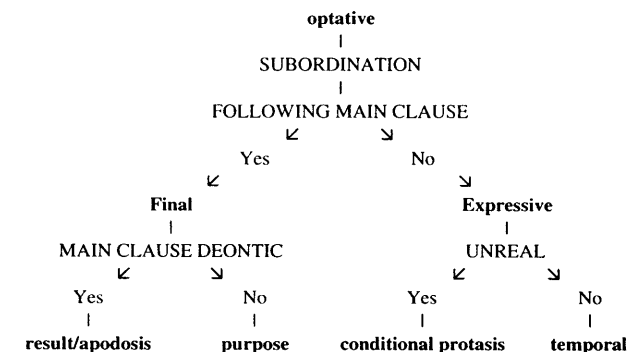 optative
SUBORDINATION
FOLLOWING MAIN CLAUSE
Yes No
Final Expressive
MAIN CLAUSE DEONTIC UNREAL
Yes No Yes No
result/apodosis purpose conditional protasis temporal